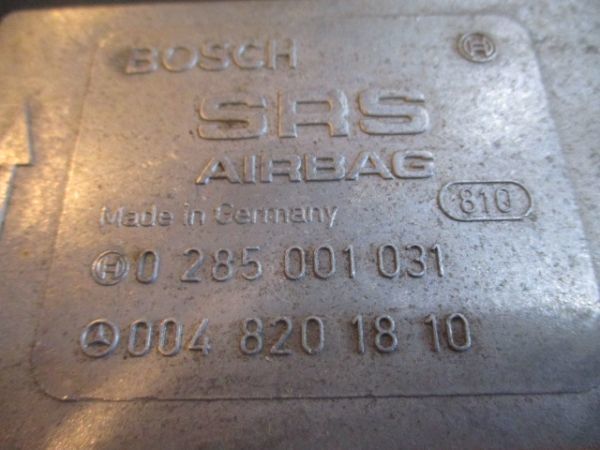 BOSCH
SRS
AIRBAG
Made in Germany 810
0 285 001 031
004 820 18 10